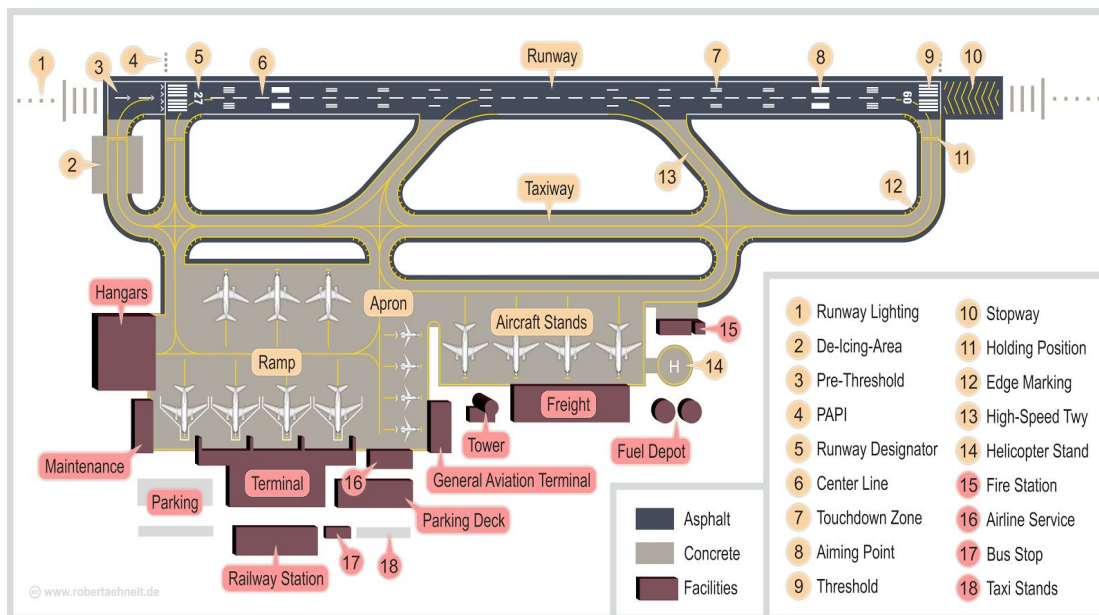 1
3
4
5
6
Runway
7
8
9
10
27
09
2
13
11
12
Taxiway
Hangars
Apron
Aircraft Stands
15
Ramp
H
14
Freight
Maintenance
Terminal
16
General Aviation Terminal
Tower
Fuel Depot
Parking
Parking Deck
Railway Station
17
18
Asphalt
Concrete
Facilities
1 Runway Lighting
2 De-Icing-Area
3 Pre-Threshold
4 PAPI
5 Runway Designator
6 Center Line
7 Touchdown Zone
8 Aiming Point
9 Threshold
10 Stopway
11 Holding Position
12 Edge Marking
13 High-Speed Twy
14 Helicopter Stand
15 Fire Station
16 Airline Service
17 Bus Stop
18 Taxi Stands
www.robertaehnelt.de